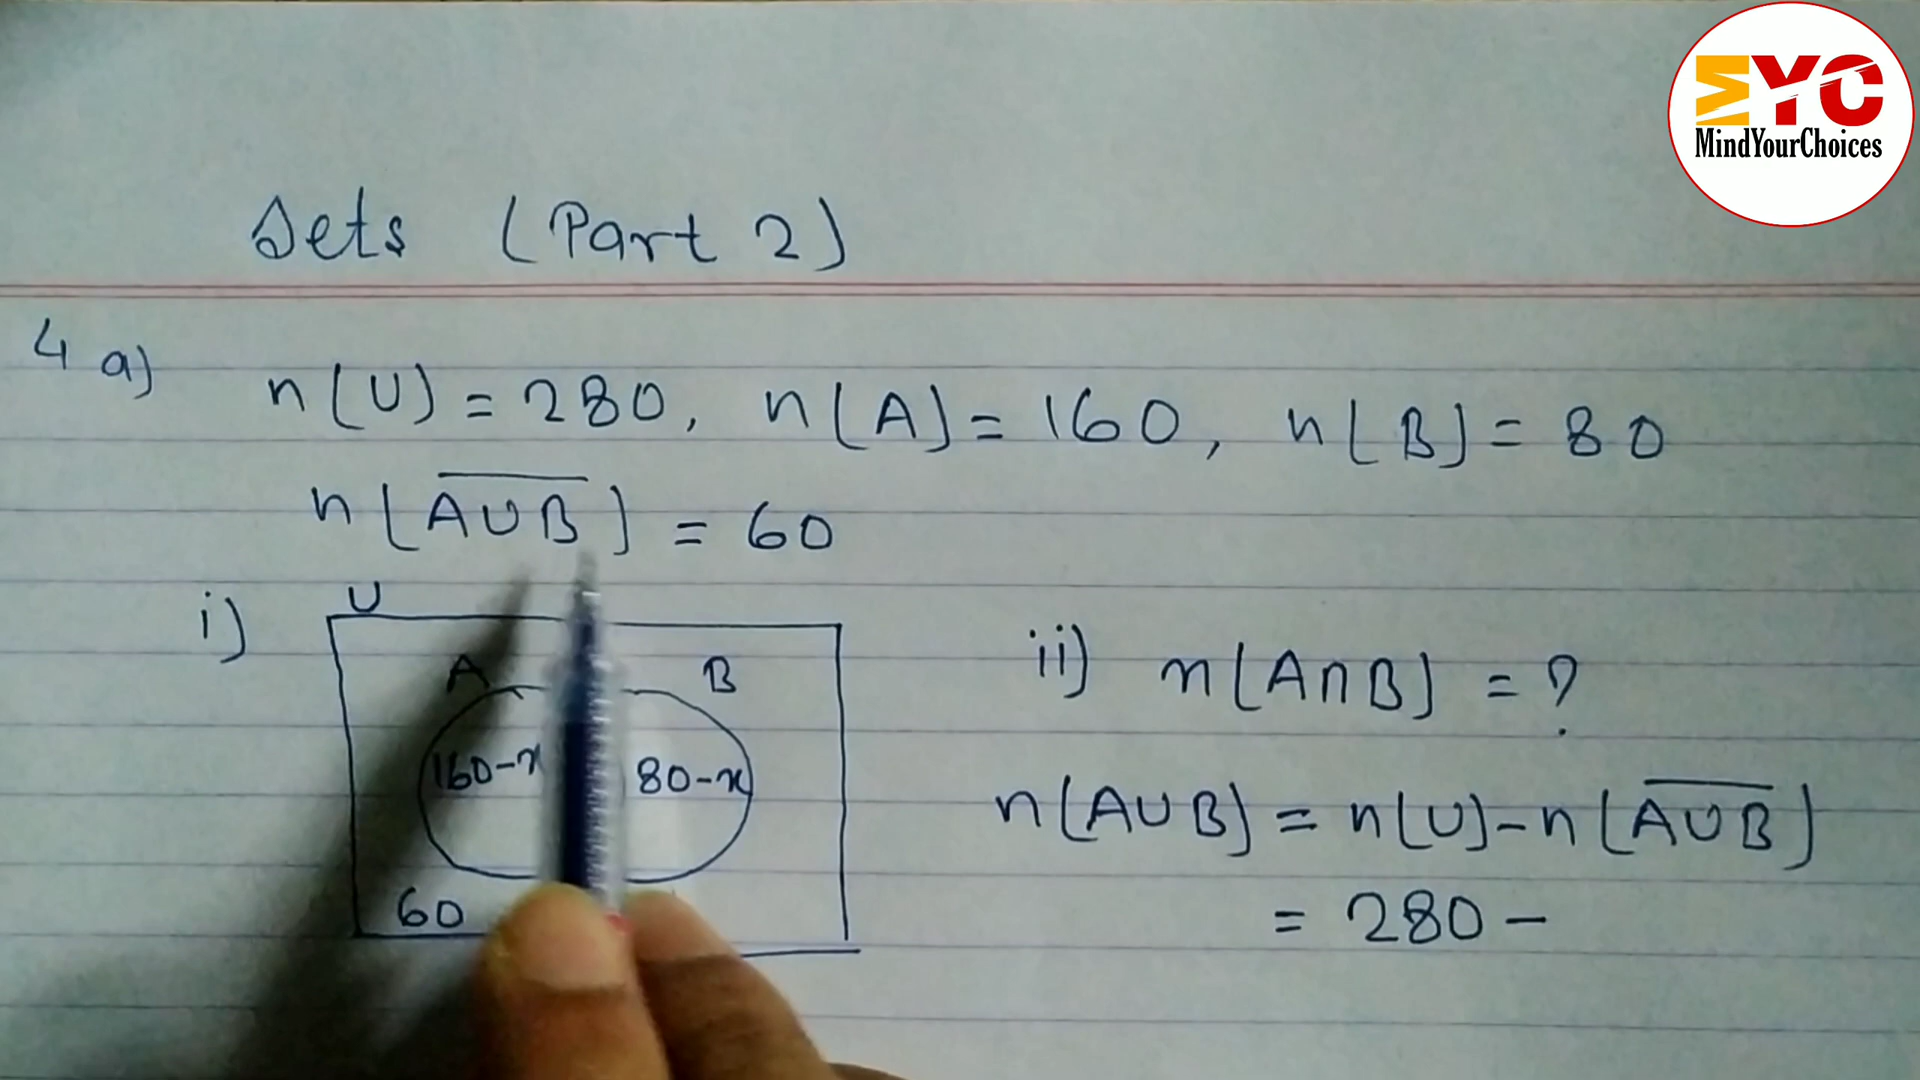 MYC
MindYourChoices
Sets (Part 2)
4 a) n(U) = 280, n(A) = 160, n(B) = 80
n(A̅∪̅B̅) = 60
i) U
A B
160-x 80-x
60
ii) n(A∩B) = ?
n(A∪B) = n(U) - n(A̅∪̅B̅)
= 280 -